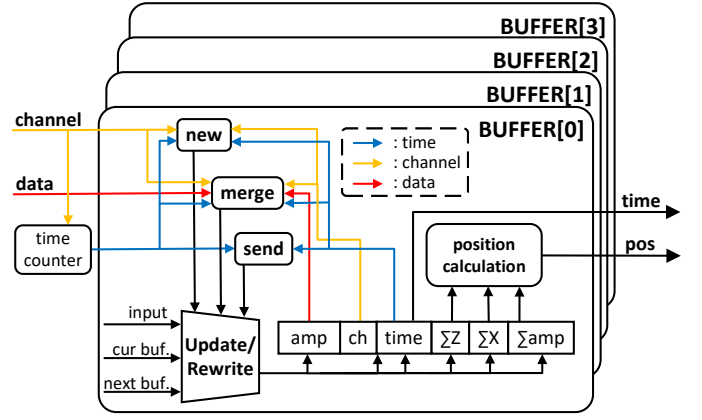 BUFFER[3]
BUFFER[2]
BUFFER[1]
BUFFER[0]
channel
new
: time
: channel
: data
data
merge
time
time
counter
send
position
calculation
pos
input
cur buf.
next buf.
Update/
Rewrite
amp ch time ∑Z ∑X ∑amp